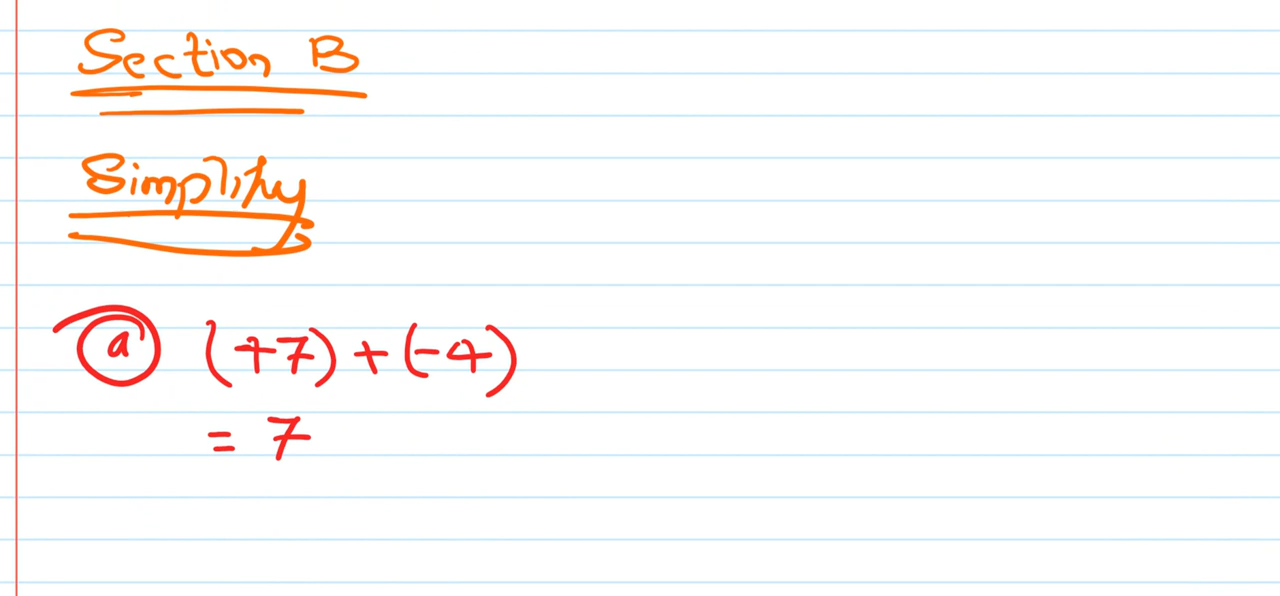 Section B
Simplify
a (+7) + (-4)
= 7